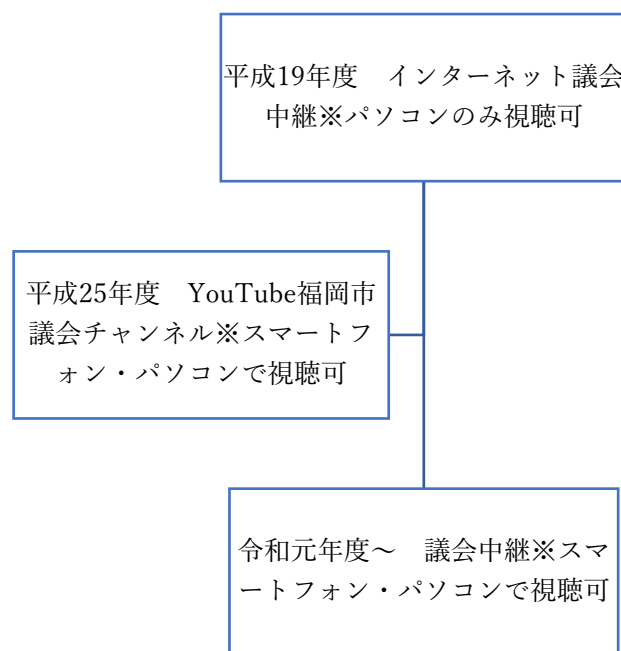 平成19年度　インターネット議会
中継※パソコンのみ視聴可
平成25年度　YouTube福岡市
議会チャンネル※スマートフ
ォン・パソコンで視聴可
令和元年度～　議会中継※スマ
ートフォン・パソコンで視聴可